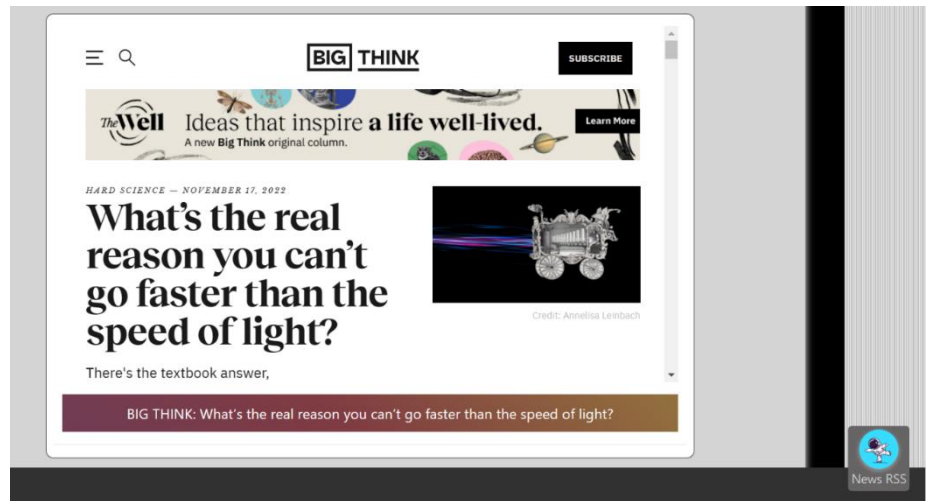 BIG THINK
SUBSCRIBE
The Well
Ideas that inspire a life well-lived.
A new Big Think original column.
Learn More
HARD SCIENCE — NOVEMBER 17, 2022
What's the real
reason you can't
go faster than the
speed of light?
Credit: Annelisa Leinbach
There's the textbook answer,
BIG THINK: What's the real reason you can't go faster than the speed of light?
News RSS